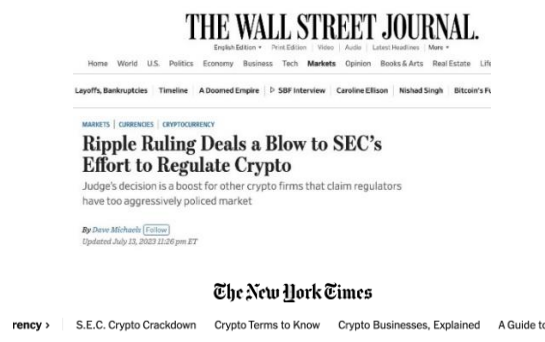 THE WALL STREET JOURNAL.
English Edition Print Edition Video Audio Latest Headlines More
Home World U.S. Politics Economy Business Tech Markets Opinion Books & Arts Real Estate
Layoffs, Bankruptcies Timeline A Doomed Empire SBF Interview Caroline Ellison Nishad Singh Bitcoin's
MARKETS | CURRENCIES | CRYPTOCURRENCY
Ripple Ruling Deals a Blow to SEC's
Effort to Regulate Crypto
Judge's decision is a boost for other crypto firms that claim regulators
have too aggressively policed market
By Dave Michaels Follow
Updated July 13, 2023 11:26 pm ET
The New York Times
rency > S.E.C. Crypto Crackdown Crypto Terms to Know Crypto Businesses, Explained A Guide to